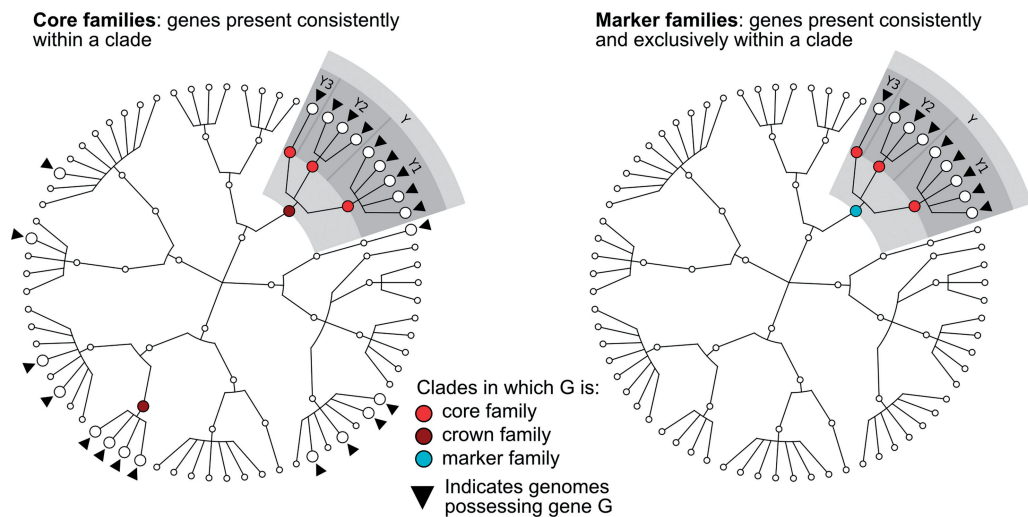 Core families: genes present consistently
within a clade
Marker families: genes present consistently
and exclusively within a clade
Y3
Y2
Y
Y1
Y3
Y2
Y
Y1
Clades in which G is:
core family
crown family
marker family
Indicates genomes
possessing gene G